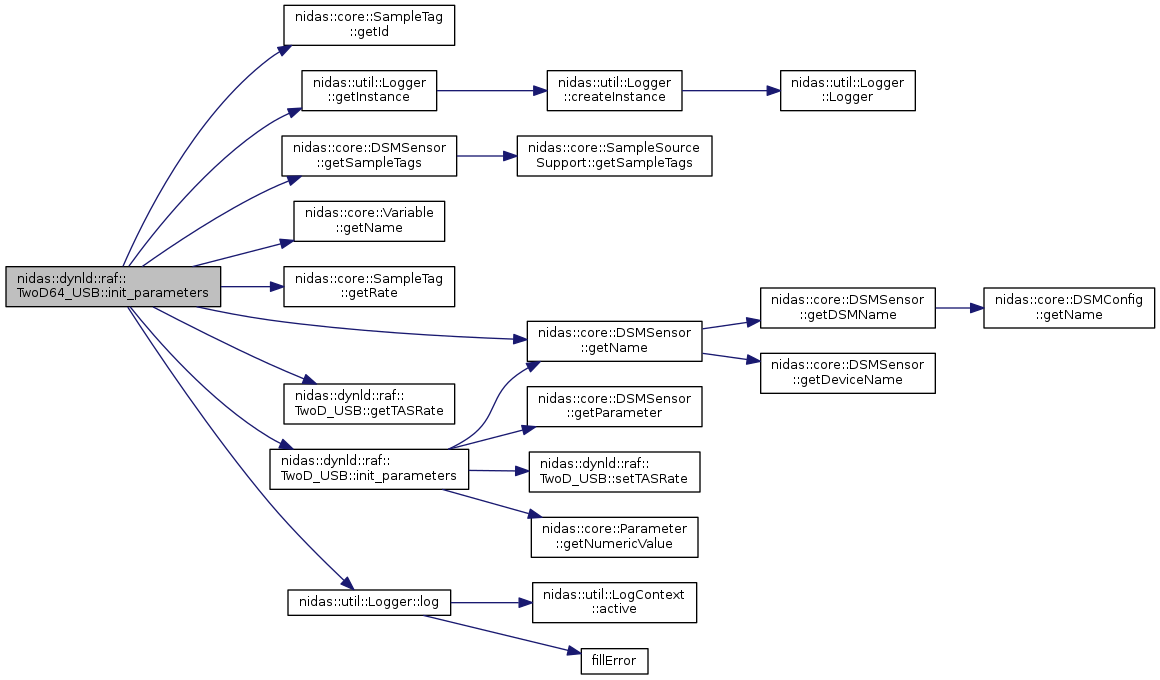 nidas::core::SampleTag
::getId
nidas::util::Logger
::getInstance
nidas::util::Logger
::createInstance
nidas::util::Logger
::Logger
nidas::core::DSMSensor
::getSampleTags
nidas::core::SampleSource
Support::getSampleTags
nidas::core::Variable
::getName
nidas::dynld::raf::
TwoD64_USB::init_parameters
nidas::core::SampleTag
::getRate
nidas::core::DSMSensor
::getName
nidas::core::DSMSensor
::getDSMName
nidas::core::DSMConfig
::getName
nidas::core::DSMSensor
::getDeviceName
nidas::dynld::raf::
TwoD_USB::getTASRate
nidas::core::DSMSensor
::getParameter
nidas::dynld::raf::
TwoD_USB::init_parameters
nidas::dynld::raf::
TwoD_USB::setTASRate
nidas::core::Parameter
::getNumericValue
nidas::util::Logger::log
nidas::util::LogContext
::active
fillError